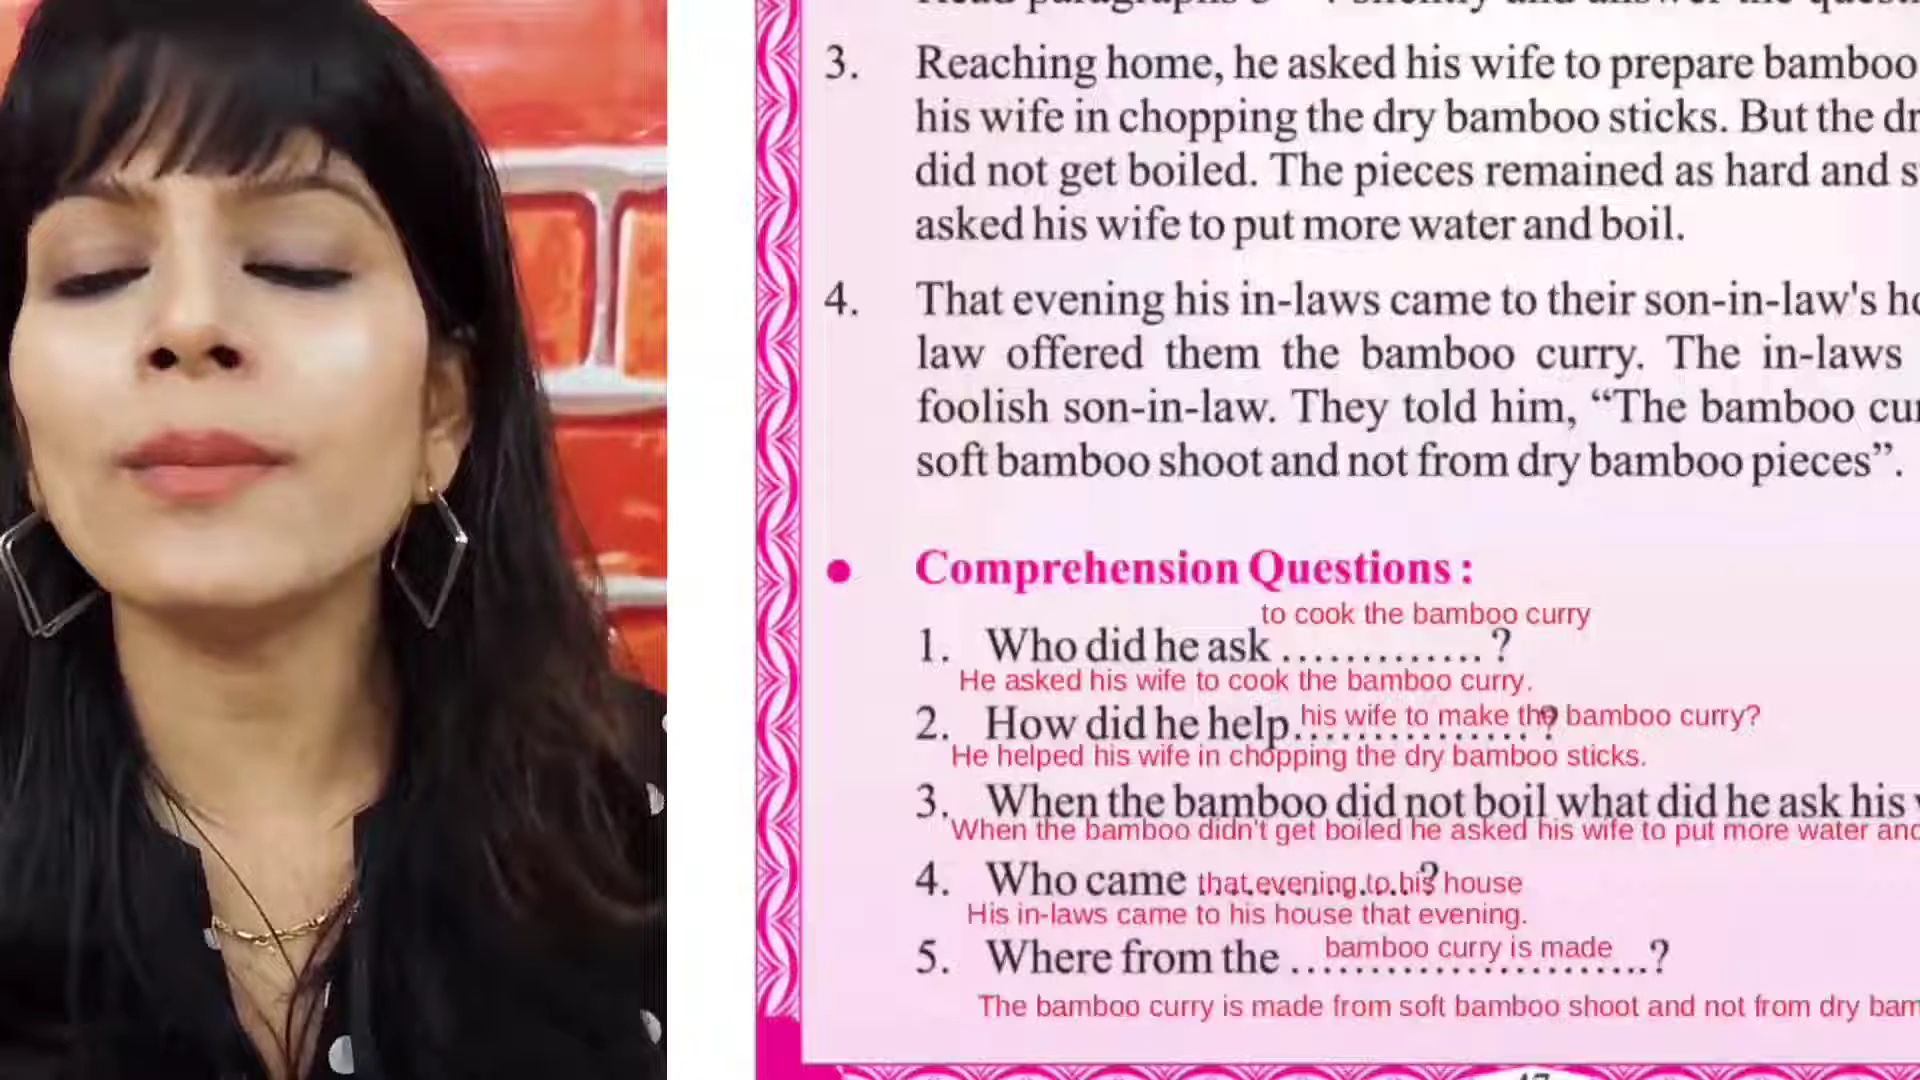 3. Reaching home, he asked his wife to prepare bamboo
his wife in chopping the dry bamboo sticks. But the dr
did not get boiled. The pieces remained as hard and s
asked his wife to put more water and boil.
4. That evening his in-laws came to their son-in-law's ho
law offered them the bamboo curry. The in-laws
foolish son-in-law. They told him, “The bamboo cur
soft bamboo shoot and not from dry bamboo pieces”.
• Comprehension Questions :
to cook the bamboo curry
1. Who did he ask .............?
He asked his wife to cook the bamboo curry.
2. How did he help...............? his wife to make the bamboo curry?
He helped his wife in chopping the dry bamboo sticks.
3. When the bamboo did not boil what did he ask his
When the bamboo didn't get boiled he asked his wife to put more water and
4. Who came ..............? that evening to his house
His in-laws came to his house that evening.
bamboo curry is made
5. Where from the .......................?
The bamboo curry is made from soft bamboo shoot and not from dry bam